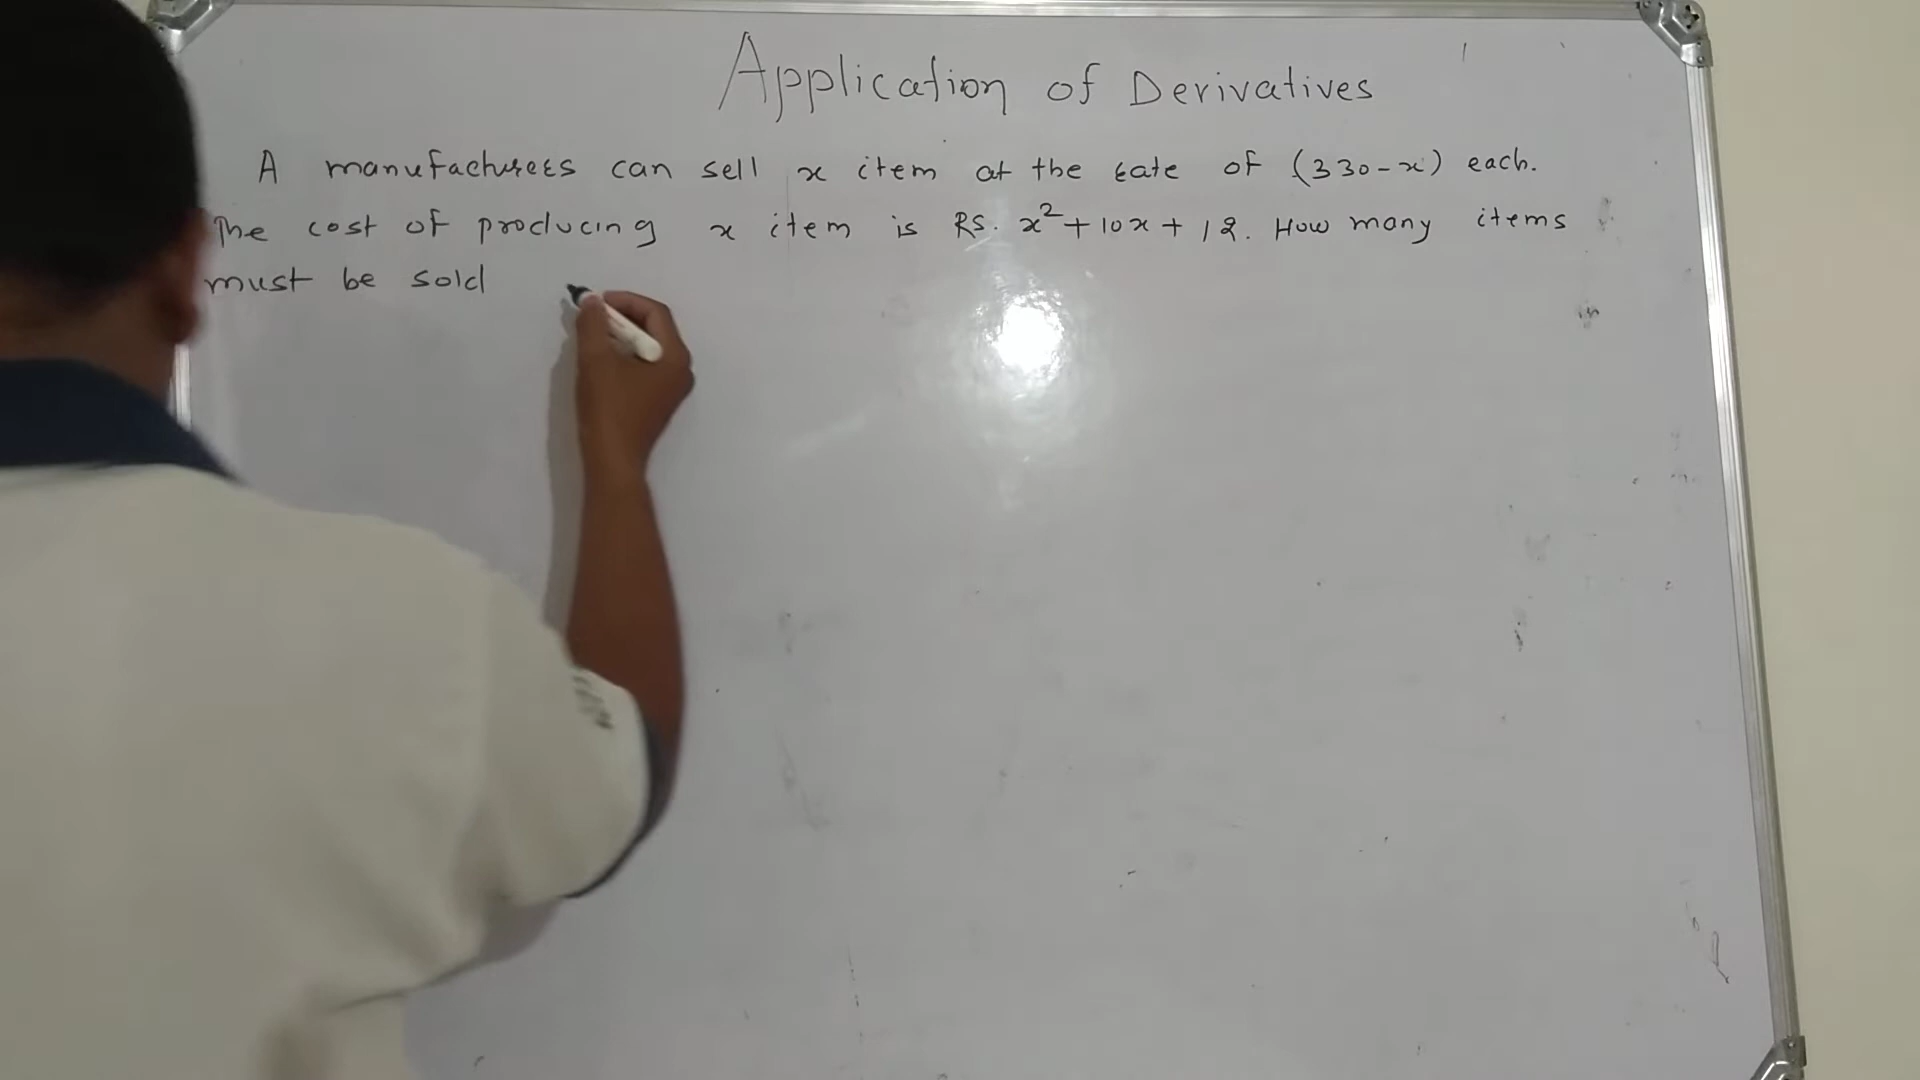 Application of Derivatives
A manufacturers can sell x item at the rate of (330-x) each.
The cost of producing x item is RS. x²+10x+12. How many items
must be sold